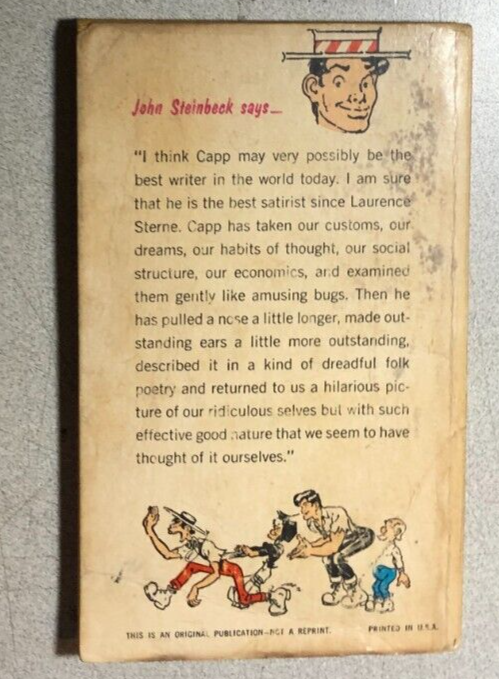 John Steinbeck says—
"I think Capp may very possibly be the
best writer in the world today. I am sure
that he is the best satirist since Laurence
Sterne. Capp has taken our customs, our
dreams, our habits of thought, our social
structure, our economics, and examined
them gently like amusing bugs. Then he
has pulled a nose a little longer, made out-
standing ears a little more outstanding,
described it in a kind of dreadful folk
poetry and returned to us a hilarious pic-
ture of our ridiculous selves but with such
effective good nature that we seem to have
thought of it ourselves."
THIS IS AN ORIGINAL PUBLICATION—NOT A REPRINT. PRINTED IN U.S.A.